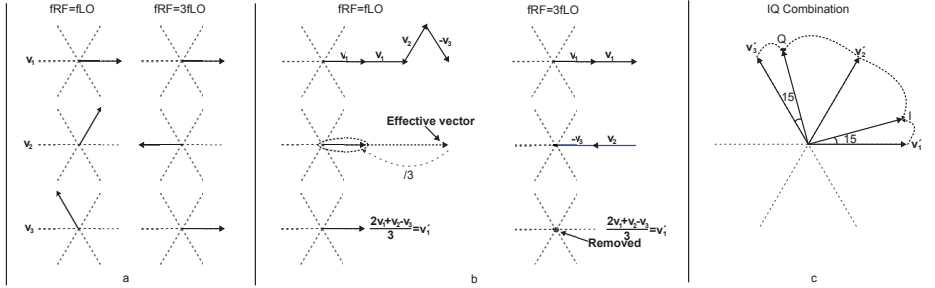 fRF=fLO
fRF=3fLO
v₁
v₂
v₃
a
fRF=fLO
fRF=3fLO
v₁ v₁ v₂ -v₃
v₁ v₁
Effective vector
/3
-v₃ v₂
2v₁+v₂-v₃
3
=v₁′
2v₁+v₂-v₃
3
=v₁′
Removed
b
IQ Combination
v₃′
Q
v₂′
15
I
15
v₁′
c